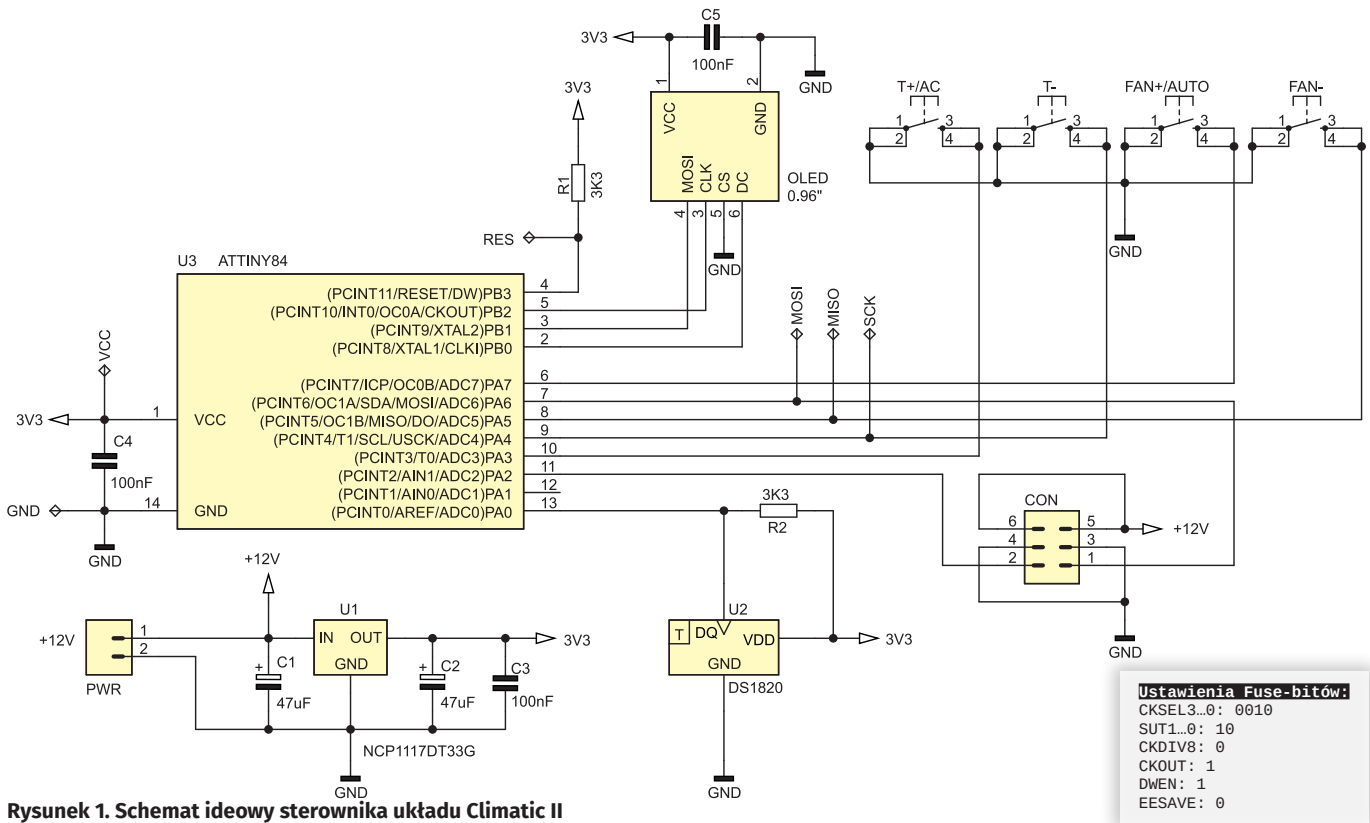 C5
3V3
100nF
GND
1
2
VCC
GND
MOSI
CLK
CS
DC
4
3
5
6
OLED
0.96"
GND
3V3
R1
3K3
RES
T+/AC
T-
FAN+/AUTO
FAN-
1
2
3
4
1
2
3
4
1
2
3
4
1
2
3
4
GND
U3 ATTINY84
(PCINT11/RESET/DW)PB3 4
(PCINT10/INT0/OC0A/CKOUT)PB2 5
(PCINT9/XTAL2)PB1 3
(PCINT8/XTAL1/CLKI)PB0 2
(PCINT7/ICP/OC0B/ADC7)PA7 6
(PCINT6/OC1A/SDA/MOSI/ADC6)PA6 7
(PCINT5/OC1B/MISO/DO/ADC5)PA5 8
(PCINT4/T1/SCL/USCK/ADC4)PA4 9
(PCINT3/T0/ADC3)PA3 10
(PCINT2/AIN1/ADC2)PA2 11
(PCINT1/AIN0/ADC1)PA1 12
(PCINT0/AREF/ADC0)PA0 13
MOSI
MISO
SCK
VCC
3V3
1 VCC
C4
100nF
GND
14 GND
GND
3K3
R2
CON
6 5
4 3
2 1
+12V
GND
+12V
+12V
1
2
PWR
U1
IN OUT
GND
3V3
+ C1
47uF
+ C2
47uF
C3
100nF
NCP1117DT33G
GND
U2
T DQ VDD
GND
DS1820
3V3
GND
Ustawienia Fuse-bitów:
CKSEL3…0: 0010
SUT1…0: 10
CKDIV8: 0
CKOUT: 1
DWEN: 1
EESAVE: 0
Rysunek 1. Schemat ideowy sterownika układu Climatic II